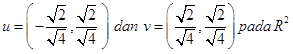 u = ( -√2/√4 , √2/√4 ) dan v = ( √2/√4 , √2/√4 ) pada R²